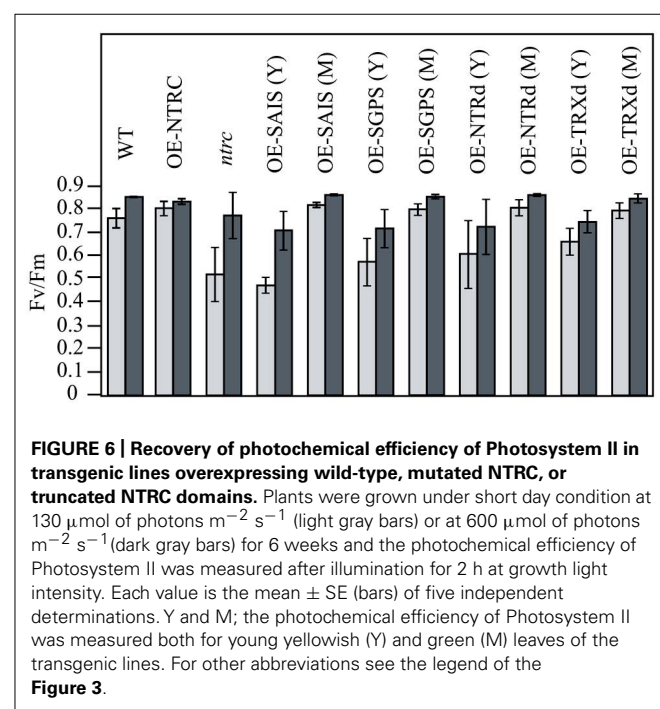 WT
OE-NTRC
ntrc
OE-SAIS (Y)
OE-SAIS (M)
OE-SGPS (Y)
OE-SGPS (M)
OE-NTRd (Y)
OE-NTRd (M)
OE-TRXd (Y)
OE-TRXd (M)
Fv/Fm
0.9
0.8
0.7
0.6
0.5
0.4
0.3
0.2
0.1
0
FIGURE 6 | Recovery of photochemical efficiency of Photosystem II in
transgenic lines overexpressing wild-type, mutated NTRC, or
truncated NTRC domains. Plants were grown under short day condition at
130 μmol of photons m−2 s−1 (light gray bars) or at 600 μmol of photons
m−2 s−1(dark gray bars) for 6 weeks and the photochemical efficiency of
Photosystem II was measured after illumination for 2 h at growth light
intensity. Each value is the mean ± SE (bars) of five independent
determinations. Y and M; the photochemical efficiency of Photosystem II
was measured both for young yellowish (Y) and green (M) leaves of the
transgenic lines. For other abbreviations see the legend of the
Figure 3.